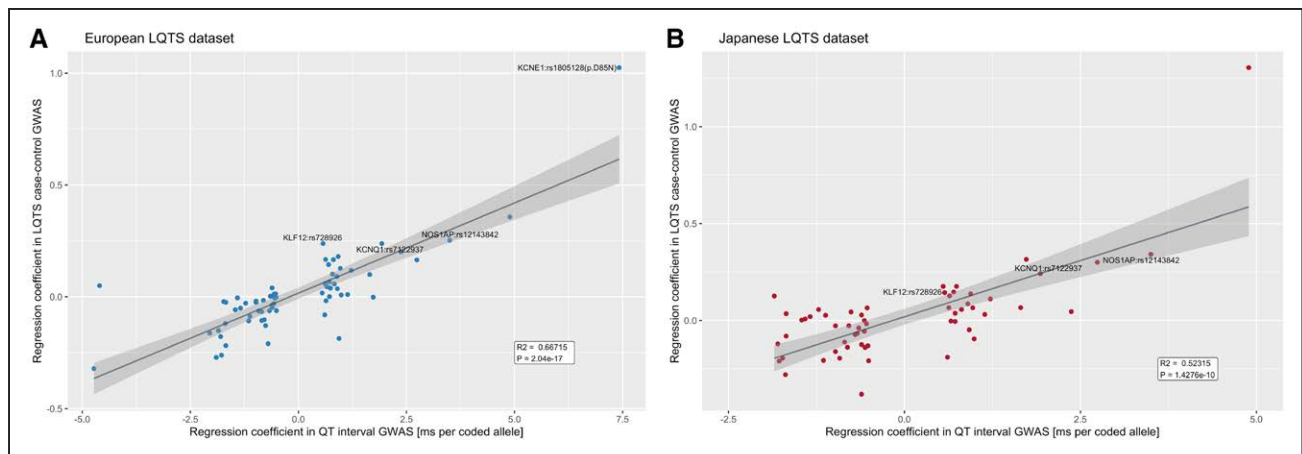 A
European LQTS dataset
KCNE1:rs1805128(p.D85N)
1.0
0.5
0.0
-0.5
Regression coefficient in LQTS case-control GWAS
KLF12:rs728926
NOS1AP:rs12143842
KCNQ1:rs7122937
R2 = 0.66715
P = 2.04e-17
-5.0
-2.5
0.0
2.5
5.0
7.5
Regression coefficient in QT interval GWAS [ms per coded allele]
B
Japanese LQTS dataset
1.0
0.5
0.0
Regression coefficient in LQTS case-control GWAS
NOS1AP:rs12143842
KCNQ1:rs7122937
KLF12:rs728926
R2 = 0.52315
P = 1.4276e-10
-2.5
0.0
2.5
5.0
Regression coefficient in QT interval GWAS [ms per coded allele]